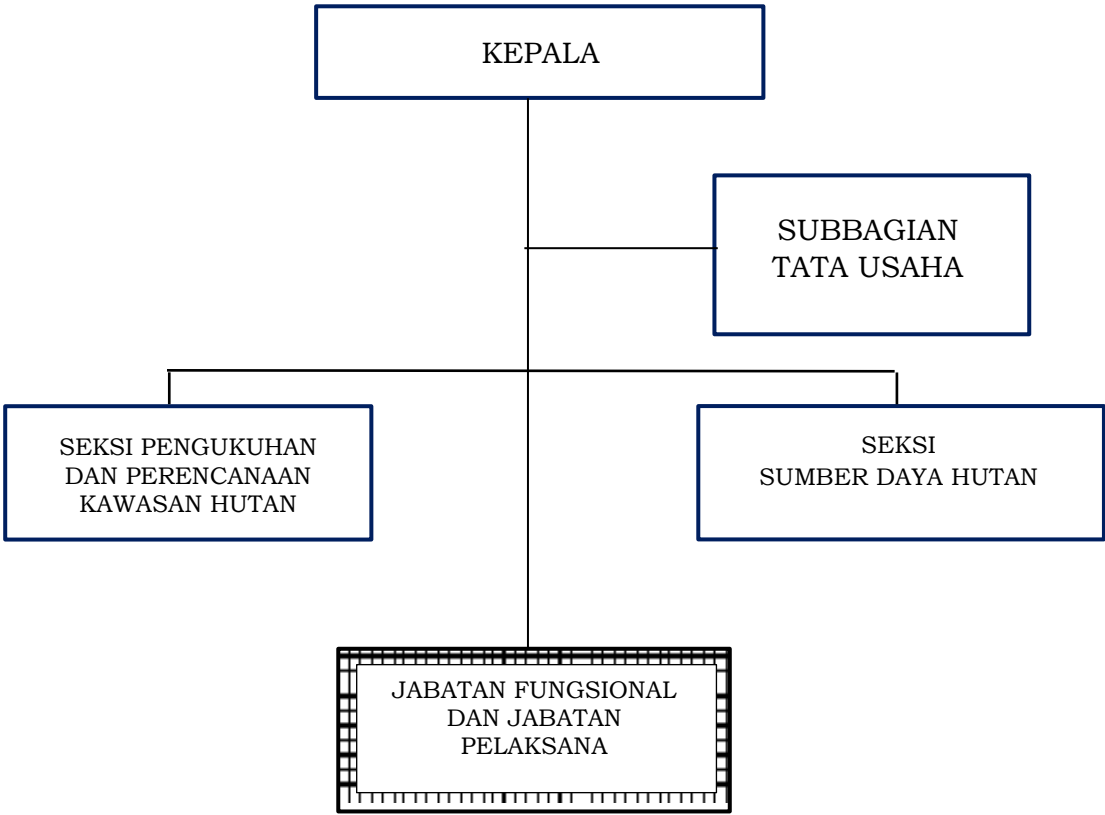 KEPALA
SUBBAGIAN
TATA USAHA
SEKSI PENGUKUHAN
DAN PERENCANAAN
KAWASAN HUTAN
SEKSI
SUMBER DAYA HUTAN
JABATAN FUNGSIONAL
DAN JABATAN
PELAKSANA